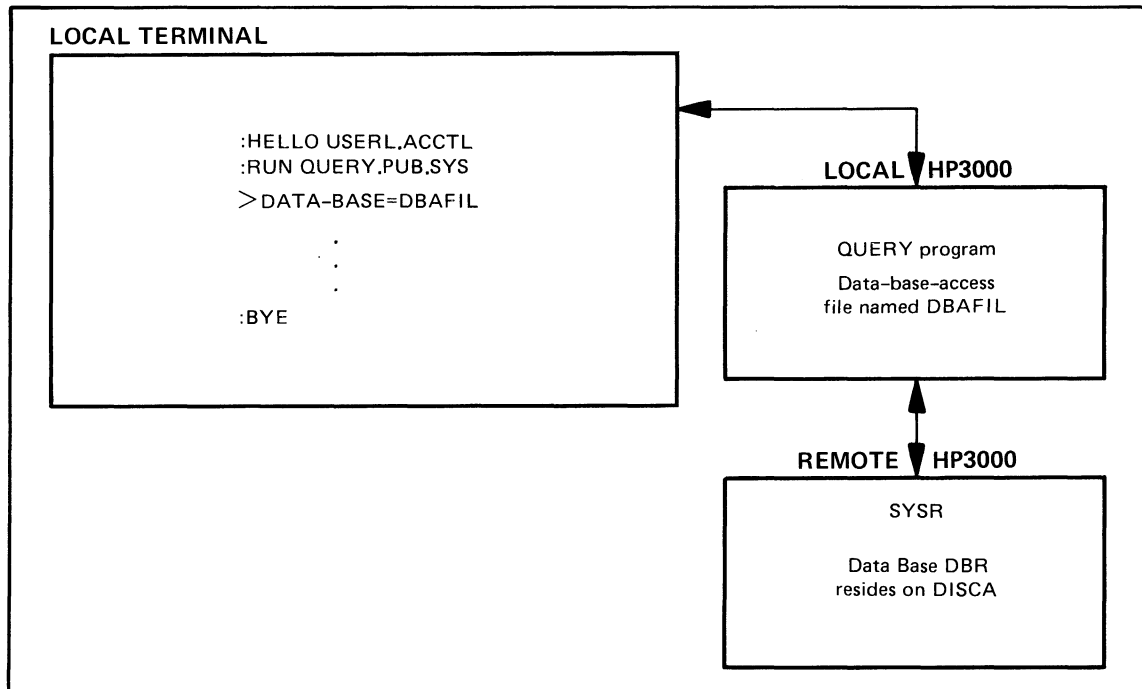 LOCAL TERMINAL
:HELLO USERL.ACCTL
:RUN QUERY.PUB.SYS
>DATA-BASE=DBAFIL
.
.
.
:BYE
LOCAL HP3000
QUERY program
Data-base-access
file named DBAFIL
REMOTE HP3000
SYSR
Data Base DBR
resides on DISCA